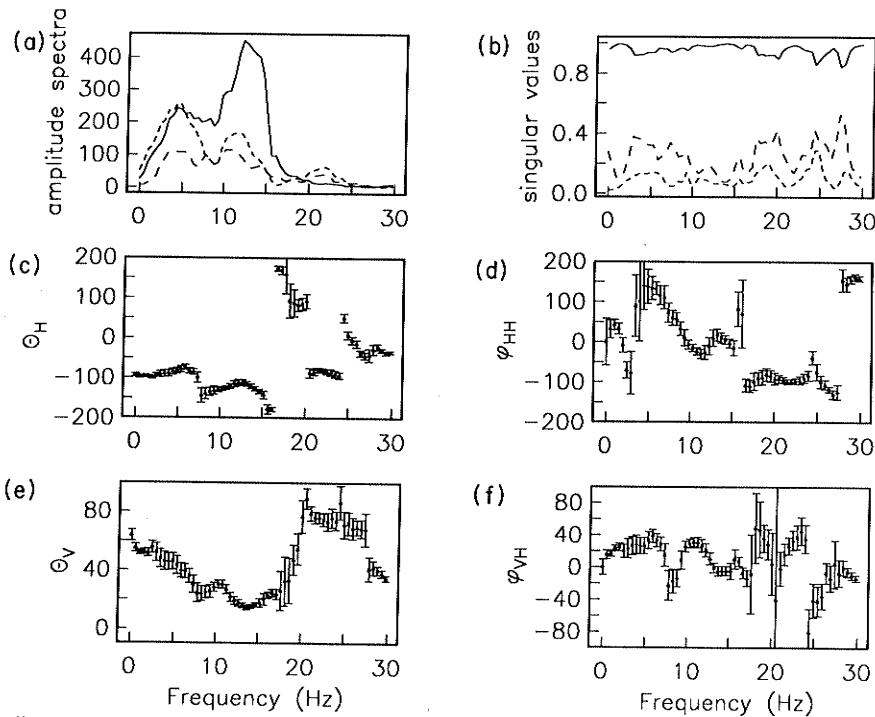 (a)
amplitude spectra
400
300
200
100
0
0 10 20 30
(b)
singular values
0.8
0.4
0.0
0 10 20 30
(c)
Θ_H
200
100
0
−100
−200
0 10 20 30
(d)
φ_HH
200
100
0
−100
−200
0 10 20 30
(e)
Θ_V
80
40
0
0 10 20 30
Frequency (Hz)
(f)
φ_VH
80
40
0
−40
−80
0 10 20 30
Frequency (Hz)